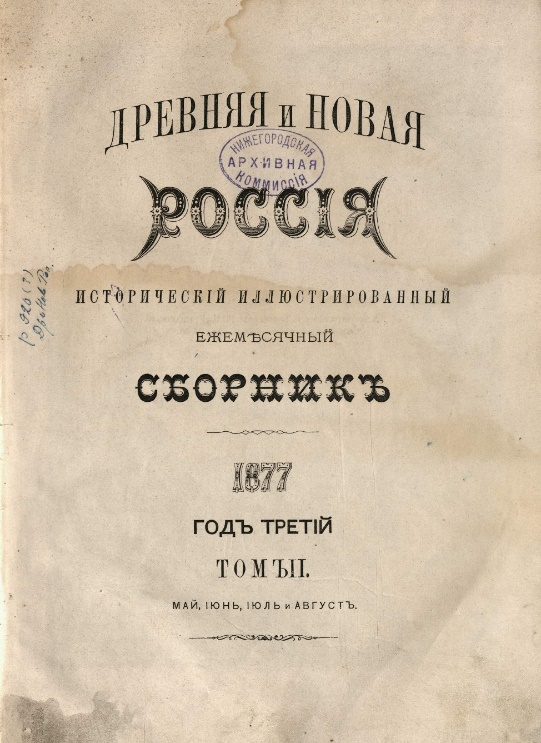 ДРЕВНЯЯ И НОВАЯ
НИЖЕГОРОДСКАЯ
АРХИВНАЯ
КОММИССІЯ
РОССІЯ
ИСТОРИЧЕСКІЙ ИЛЛЮСТРИРОВАННЫЙ
ЕЖЕМѢСЯЧНЫЙ
СБОРНИКЪ
1877
ГОДЪ ТРЕТІЙ
ТОМЪ II.
МАЙ, ІЮНЬ, ІЮЛЬ и АВГУСТЪ.